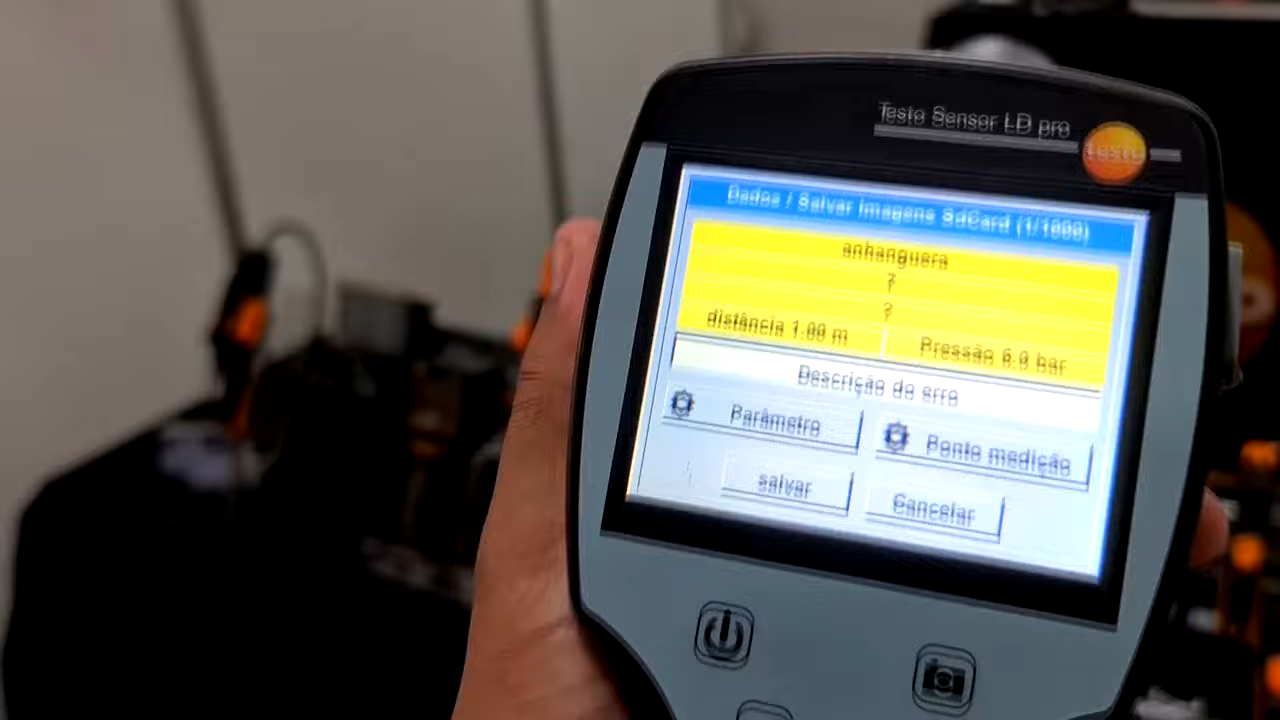 Testo Sensor LD pro
testo
Dados / Salvar Imagens SdCard (1/1000)
anhanguera
?
?
distância 1.00 m
Pressão 6.0 bar
Descrição do erro
Parâmetro
Ponto medição
salvar
Cancelar